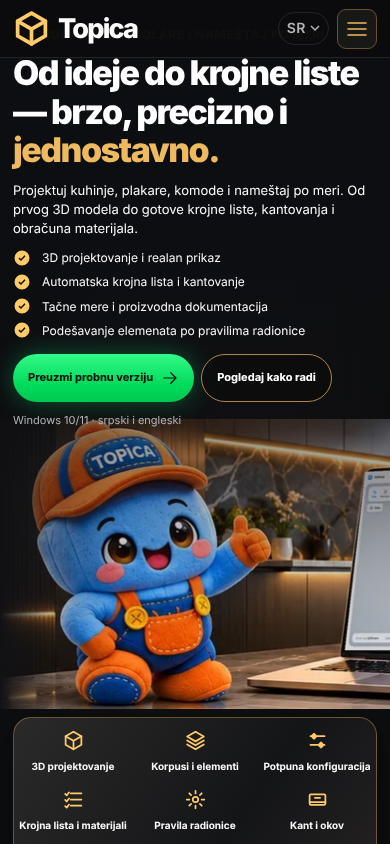 Topica
SR
Od ideje do krojne liste
— brzo, precizno i
jednostavno.
Projektuj kuhinje, plakare, komode i nameštaj po meri. Od
prvog 3D modela do gotove krojne liste, kantovanja i
obračuna materijala.
3D projektovanje i realan prikaz
Automatska krojna lista i kantovanje
Tačne mere i proizvodna dokumentacija
Podešavanje elemenata po pravilima radionice
Preuzmi probnu verziju
Pogledaj kako radi
Windows 10/11 · srpski i engleski
TOPICA
3D projektovanje
Korpusi i elementi
Potpuna konfiguracija
Krojna lista i materijali
Pravila radionice
Kant i okov